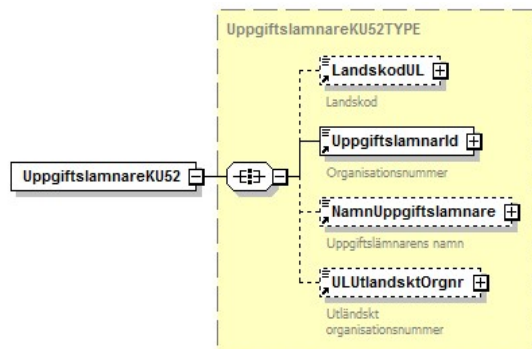 UppgiftslamnareKU52TYPE
LandskodUL
Landskod
UppgiftslamnarId
Organisationsnummer
UppgiftslamnareKU52
NamnUppgiftslamnare
Uppgiftslämnarens namn
ULUtlandsktOrgnr
Utländskt
organisationsnummer